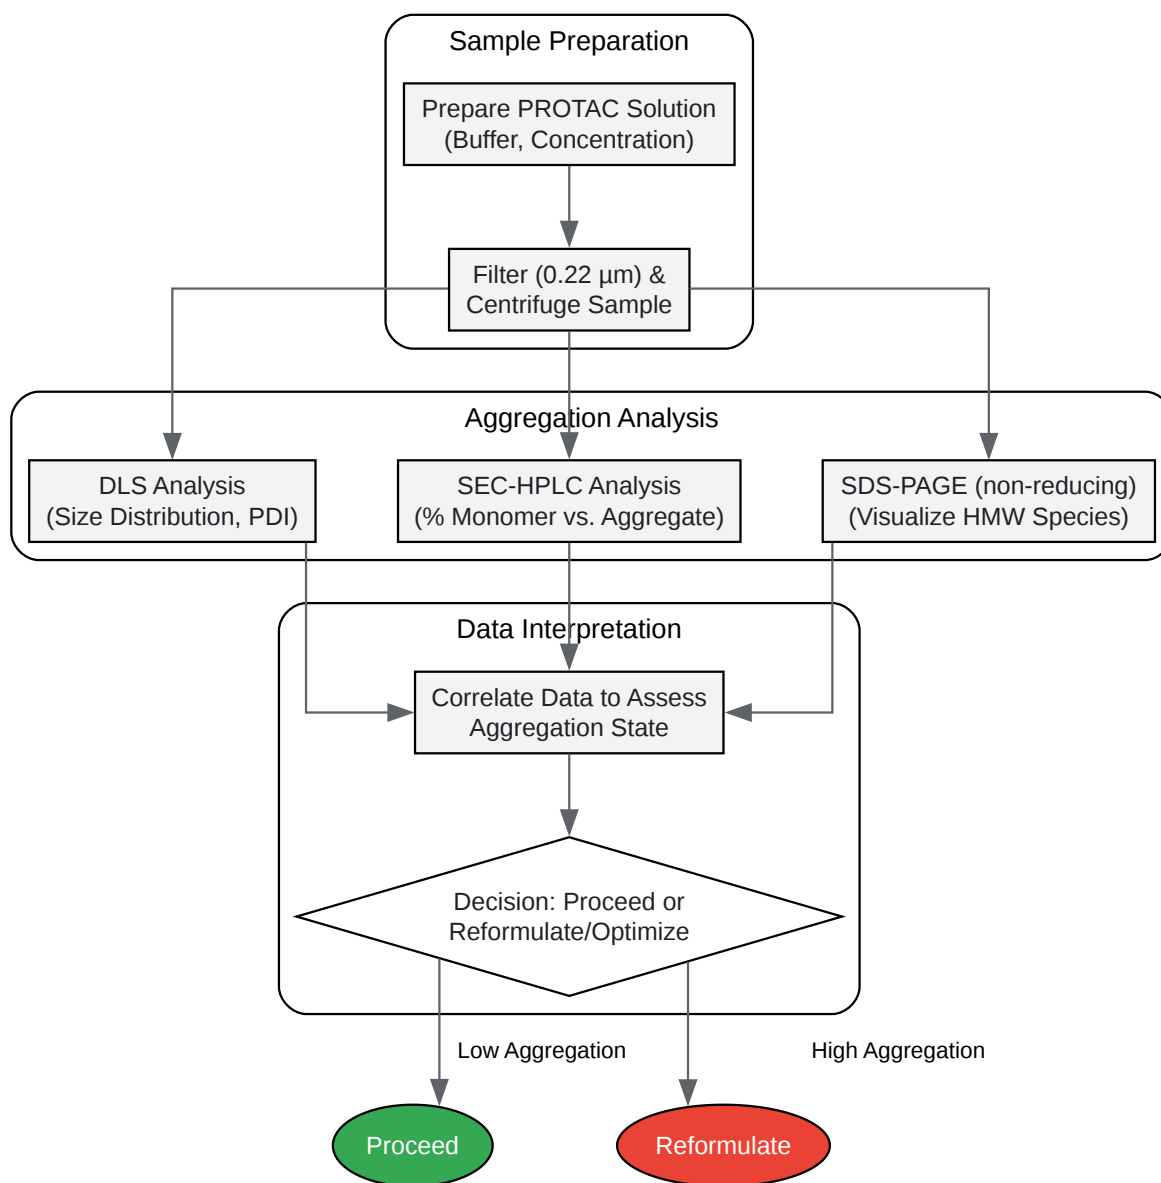 Sample Preparation
Prepare PROTAC Solution
(Buffer, Concentration)
Filter (0.22 µm) &
Centrifuge Sample
Aggregation Analysis
DLS Analysis
(Size Distribution, PDI)
SEC-HPLC Analysis
(% Monomer vs. Aggregate)
SDS-PAGE (non-reducing)
(Visualize HMW Species)
Data Interpretation
Correlate Data to Assess
Aggregation State
Decision: Proceed or
Reformulate/Optimize
Low Aggregation
High Aggregation
Proceed
Reformulate